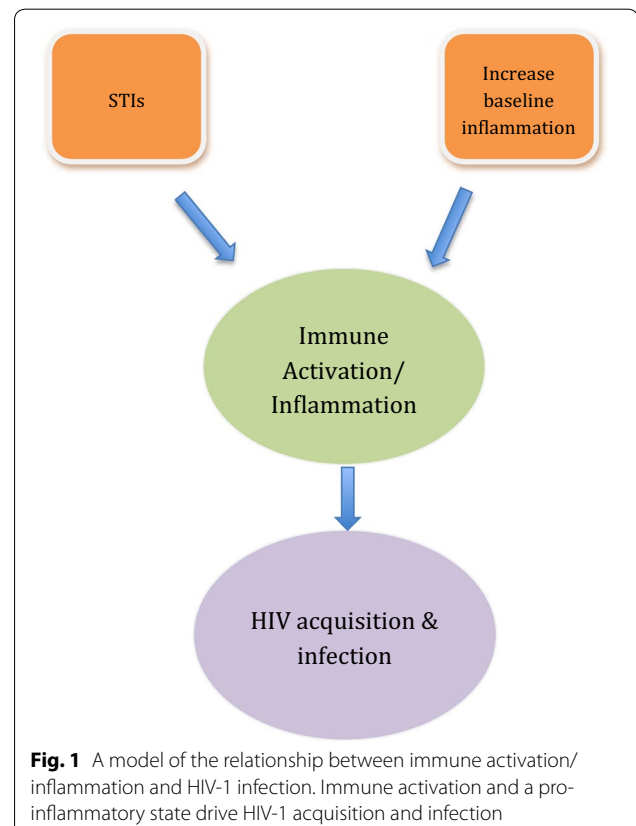 STIs
Increase
baseline
inflammation
Immune
Activation/
Inflammation
HIV acquisition &
infection
Fig. 1 A model of the relationship between immune activation/
inflammation and HIV-1 infection. Immune activation and a pro-
inflammatory state drive HIV-1 acquisition and infection